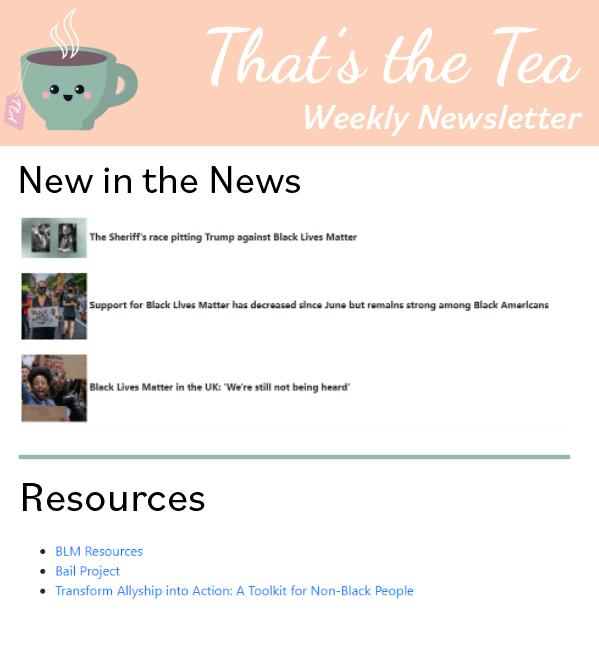 That's the Tea
Weekly Newsletter
TEA
New in the News
The Sheriff's race pitting Trump against Black Lives Matter
Support for Black Lives Matter has decreased since June but remains strong among Black Americans
Black Lives Matter in the UK: 'We're still not being heard'
Resources
BLM Resources
Bail Project
Transform Allyship into Action: A Toolkit for Non-Black People